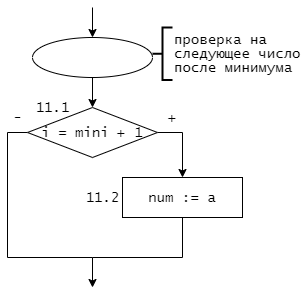 проверка на
следующее число
после минимума
11.1
-
+
i = mini + 1
11.2
num := a